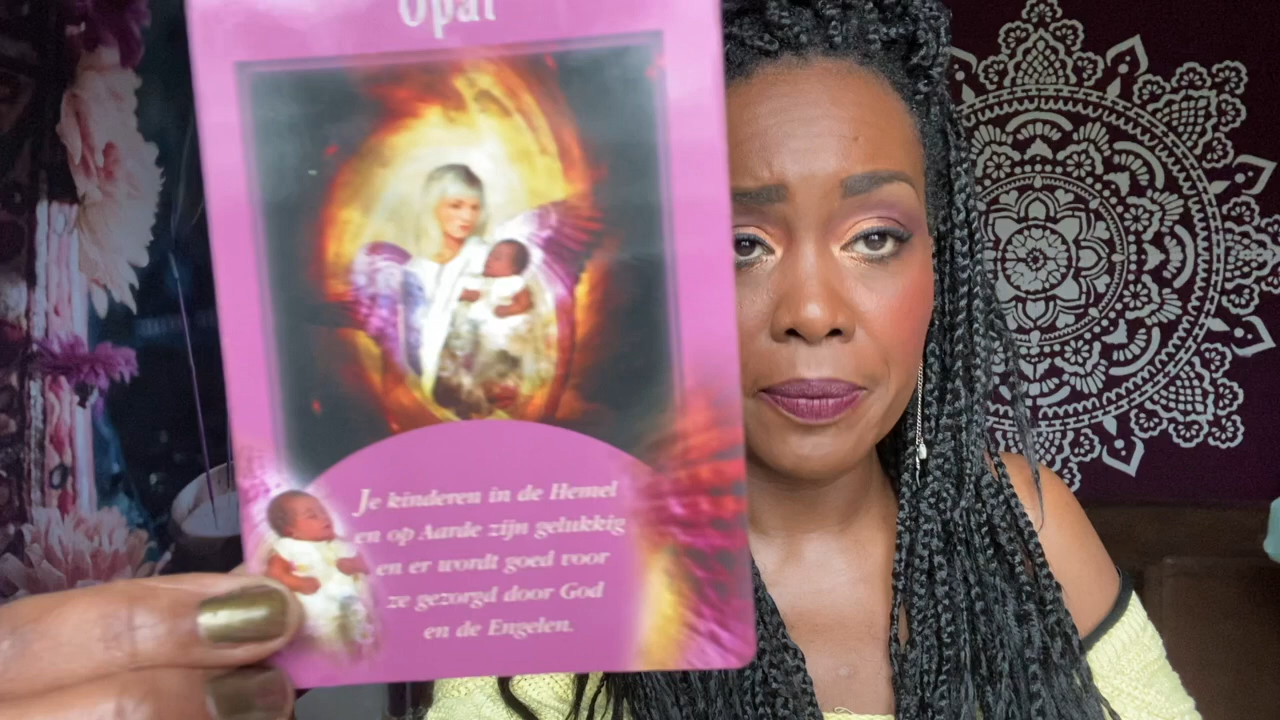 Opal
Je kinderen in de Hemel
en op Aarde zijn gelukkig
en er wordt goed voor
ze gezorgd door God
en de Engelen.